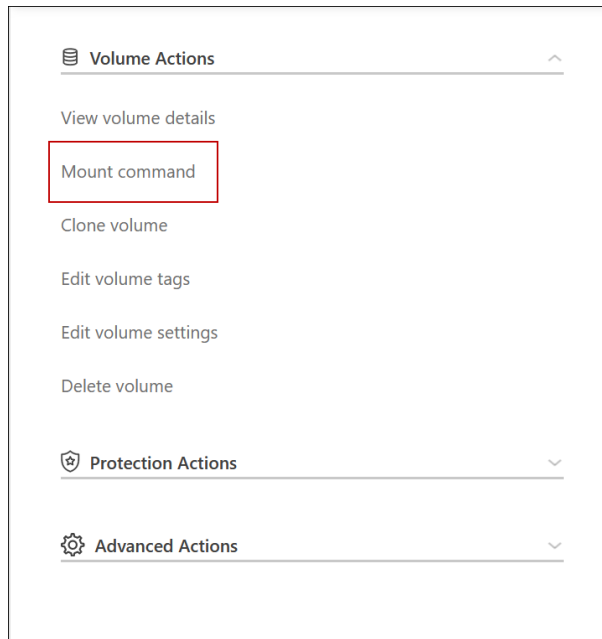 Volume Actions
View volume details
Mount command
Clone volume
Edit volume tags
Edit volume settings
Delete volume
Protection Actions
Advanced Actions